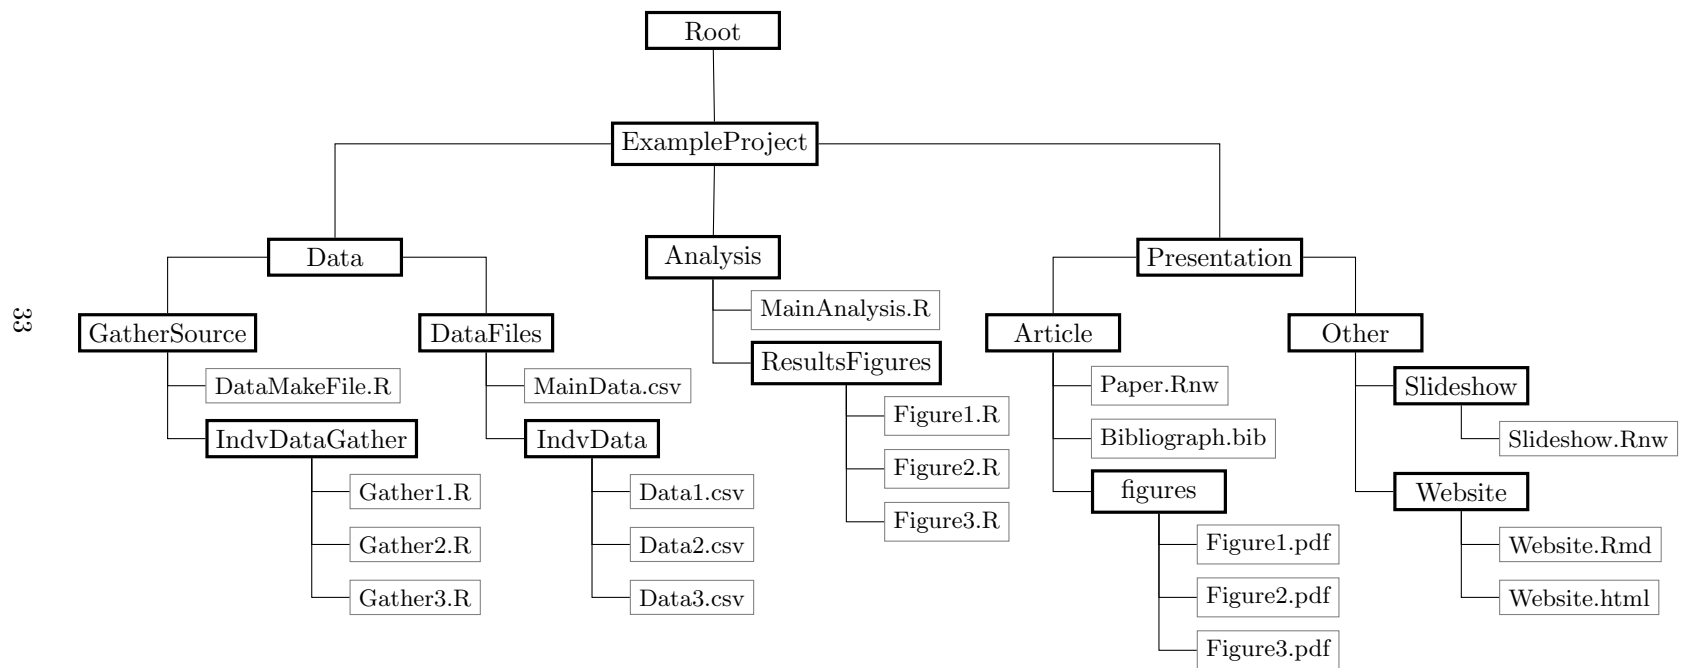 Root
ExampleProject
Data
Analysis
Presentation
GatherSource
DataFiles
MainAnalysis.R
Article
Other
33
ResultsFigures
DataMakeFile.R
MainData.csv
Paper.Rnw
Slideshow
Figure1.R
IndvDataGather
IndvData
Bibliograph.bib
Slideshow.Rnw
Figure2.R
Gather1.R
Data1.csv
figures
Website
Figure3.R
Gather2.R
Data2.csv
Figure1.pdf
Website.Rmd
Gather3.R
Data3.csv
Figure2.pdf
Website.html
Figure3.pdf